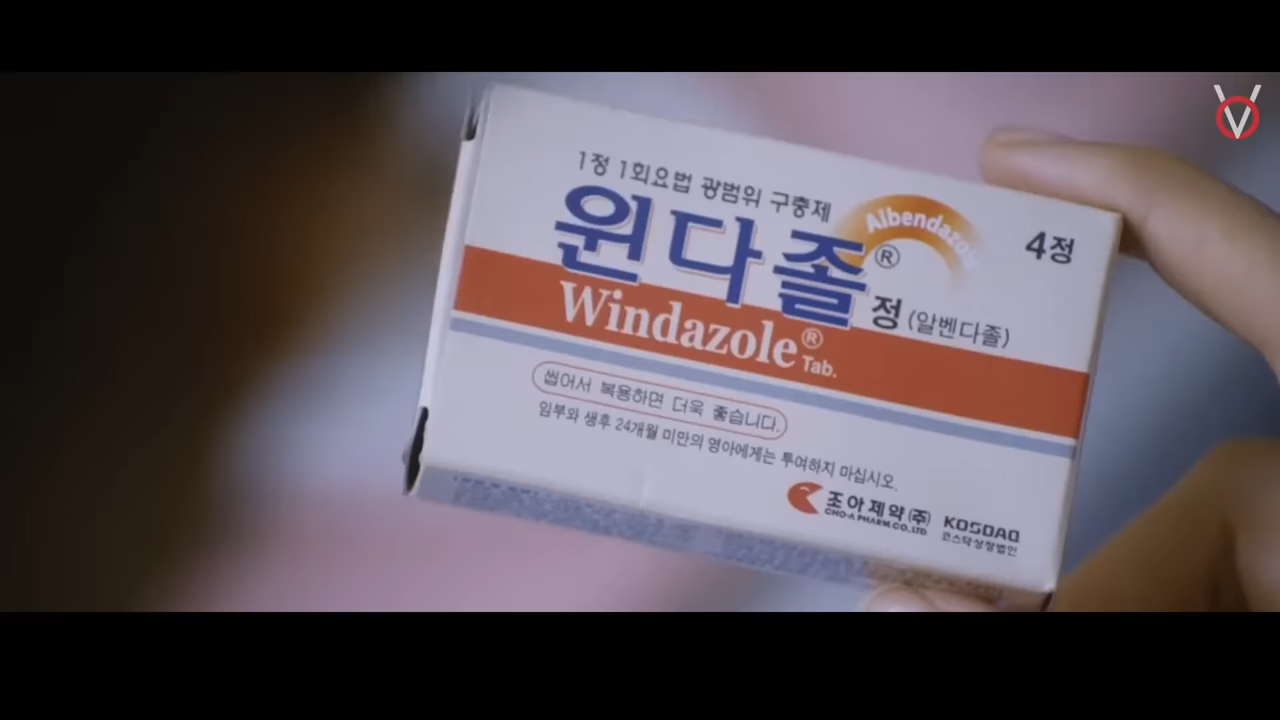 1정 1회요법 광범위 구충제
Albendazole
4정
윈다졸® 정 (알벤다졸)
Windazole® Tab.
씹어서 복용하면 더욱 좋습니다.
임부와 생후 24개월 미만의 영아에게는 투여하지 마십시오.
조아제약(주)
CHO-A PHARM.CO.,LTD.
KOSDAQ
코스닥상장법인